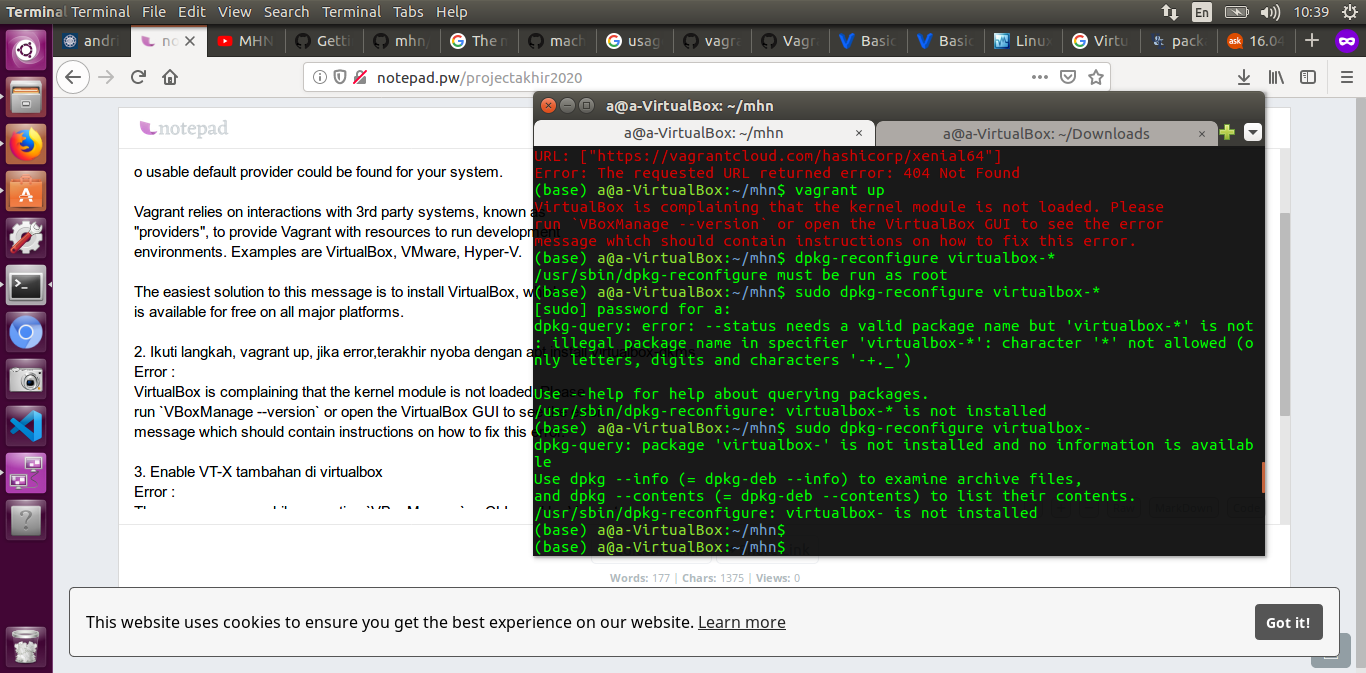 Terminal Terminal File Edit View Search Terminal Tabs Help
En
10:39
andr
no
MHN
Getti
mhn,
The n
mach
usag
vagra
Vagr
Basic
Basic
Linu
Virtu
pack
ask 16.04
notepad.pw/projectakhir2020
notepad
o usable default provider could be found for your system.
Vagrant relies on interactions with 3rd party systems, known as
"providers", to provide Vagrant with resources to run development
environments. Examples are VirtualBox, VMware, Hyper-V.
The easiest solution to this message is to install VirtualBox, w
is available for free on all major platforms.
2. Ikuti langkah, vagrant up, jika error,terakhir nyoba dengan a
Error :
VirtualBox is complaining that the kernel module is not loaded. Please
run `VBoxManage --version` or open the VirtualBox GUI to se
message which should contain instructions on how to fix this
3. Enable VT-X tambahan di virtualbox
Error :
Words: 177 | Chars: 1375 | Views: 0
a@a-VirtualBox: ~/mhn
a@a-VirtualBox: ~/mhn ×
a@a-VirtualBox: ~/Downloads ×
URL: ["https://vagrantcloud.com/hashicorp/xenial64"]
Error: The requested URL returned error: 404 Not Found
(base) a@a-VirtualBox:~/mhn$ vagrant up
VirtualBox is complaining that the kernel module is not loaded. Please
run `VBoxManage --version` or open the VirtualBox GUI to see the error
message which should contain instructions on how to fix this error.
(base) a@a-VirtualBox:~/mhn$ dpkg-reconfigure virtualbox-*
/usr/sbin/dpkg-reconfigure must be run as root
(base) a@a-VirtualBox:~/mhn$ sudo dpkg-reconfigure virtualbox-*
[sudo] password for a:
dpkg-query: error: --status needs a valid package name but 'virtualbox-*' is not
: illegal package name in specifier 'virtualbox-*': character '*' not allowed (o
nly letters, digits and characters '-+._')
Use --help for help about querying packages.
/usr/sbin/dpkg-reconfigure: virtualbox-* is not installed
(base) a@a-VirtualBox:~/mhn$ sudo dpkg-reconfigure virtualbox-
dpkg-query: package 'virtualbox-' is not installed and no information is availab
le
Use dpkg --info (= dpkg-deb --info) to examine archive files,
and dpkg --contents (= dpkg-deb --contents) to list their contents.
/usr/sbin/dpkg-reconfigure: virtualbox- is not installed
(base) a@a-VirtualBox:~/mhn$
(base) a@a-VirtualBox:~/mhn$
This website uses cookies to ensure you get the best experience on our website. Learn more
Got it!